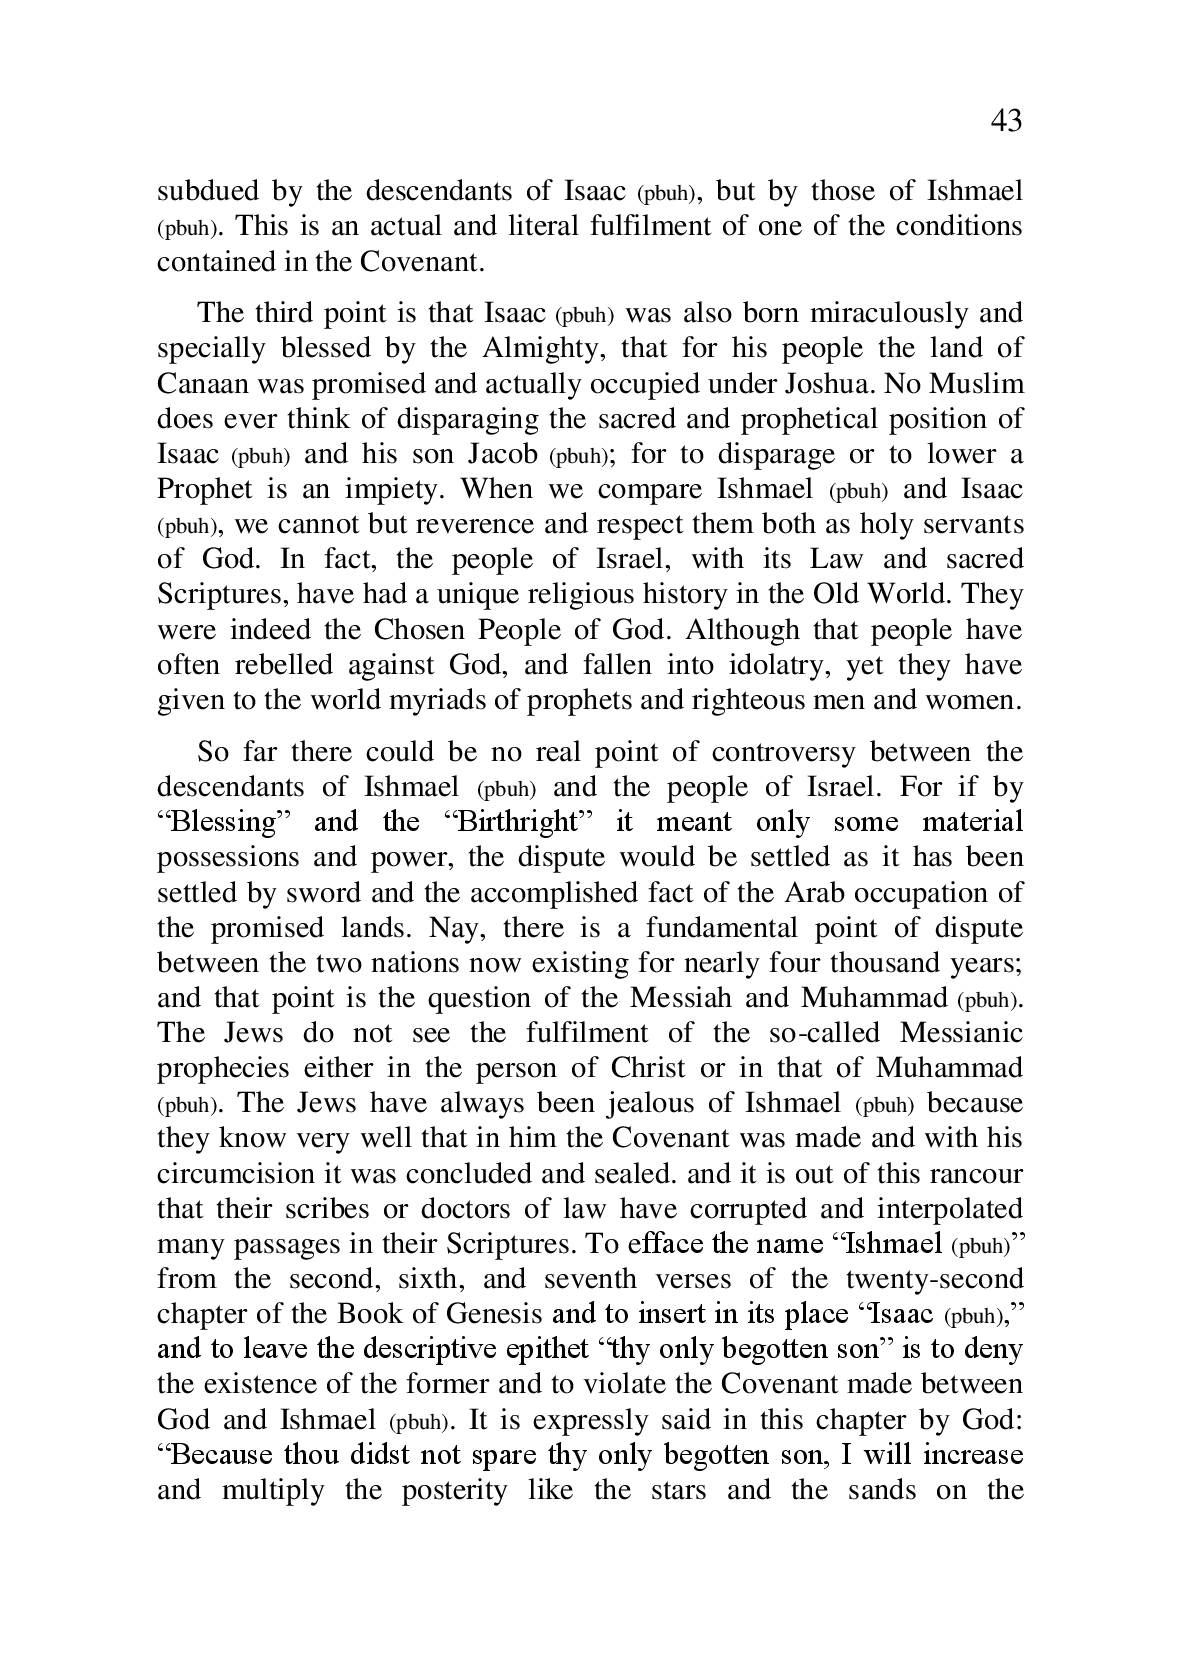 43
subdued by the descendants of Isaac (pbuh), but by those of Ishmael
(pbuh). This is an actual and literal fulfilment of one of the conditions
contained in the Covenant.
The third point is that Isaac (pbuh) was also born miraculously and
specially blessed by the Almighty, that for his people the land of
Canaan was promised and actually occupied under Joshua. No Muslim
does ever think of disparaging the sacred and prophetical position of
Isaac (pbuh) and his son Jacob (pbuh); for to disparage or to lower a
Prophet is an impiety. When we compare Ishmael (pbuh) and Isaac
(pbuh), we cannot but reverence and respect them both as holy servants
of God. In fact, the people of Israel, with its Law and sacred
Scriptures, have had a unique religious history in the Old World. They
were indeed the Chosen People of God. Although that people have
often rebelled against God, and fallen into idolatry, yet they have
given to the world myriads of prophets and righteous men and women.
So far there could be no real point of controversy between the
descendants of Ishmael (pbuh) and the people of Israel. For if by
“Blessing” and the “Birthright” it meant only some material
possessions and power, the dispute would be settled as it has been
settled by sword and the accomplished fact of the Arab occupation of
the promised lands. Nay, there is a fundamental point of dispute
between the two nations now existing for nearly four thousand years;
and that point is the question of the Messiah and Muhammad (pbuh).
The Jews do not see the fulfilment of the so-called Messianic
prophecies either in the person of Christ or in that of Muhammad
(pbuh). The Jews have always been jealous of Ishmael (pbuh) because
they know very well that in him the Covenant was made and with his
circumcision it was concluded and sealed. and it is out of this rancour
that their scribes or doctors of law have corrupted and interpolated
many passages in their Scriptures. To efface the name “Ishmael (pbuh)”
from the second, sixth, and seventh verses of the twenty-second
chapter of the Book of Genesis and to insert in its place “Isaac (pbuh),”
and to leave the descriptive epithet “thy only begotten son” is to deny
the existence of the former and to violate the Covenant made between
God and Ishmael (pbuh). It is expressly said in this chapter by God:
“Because thou didst not spare thy only begotten son, I will increase
and multiply the posterity like the stars and the sands on the